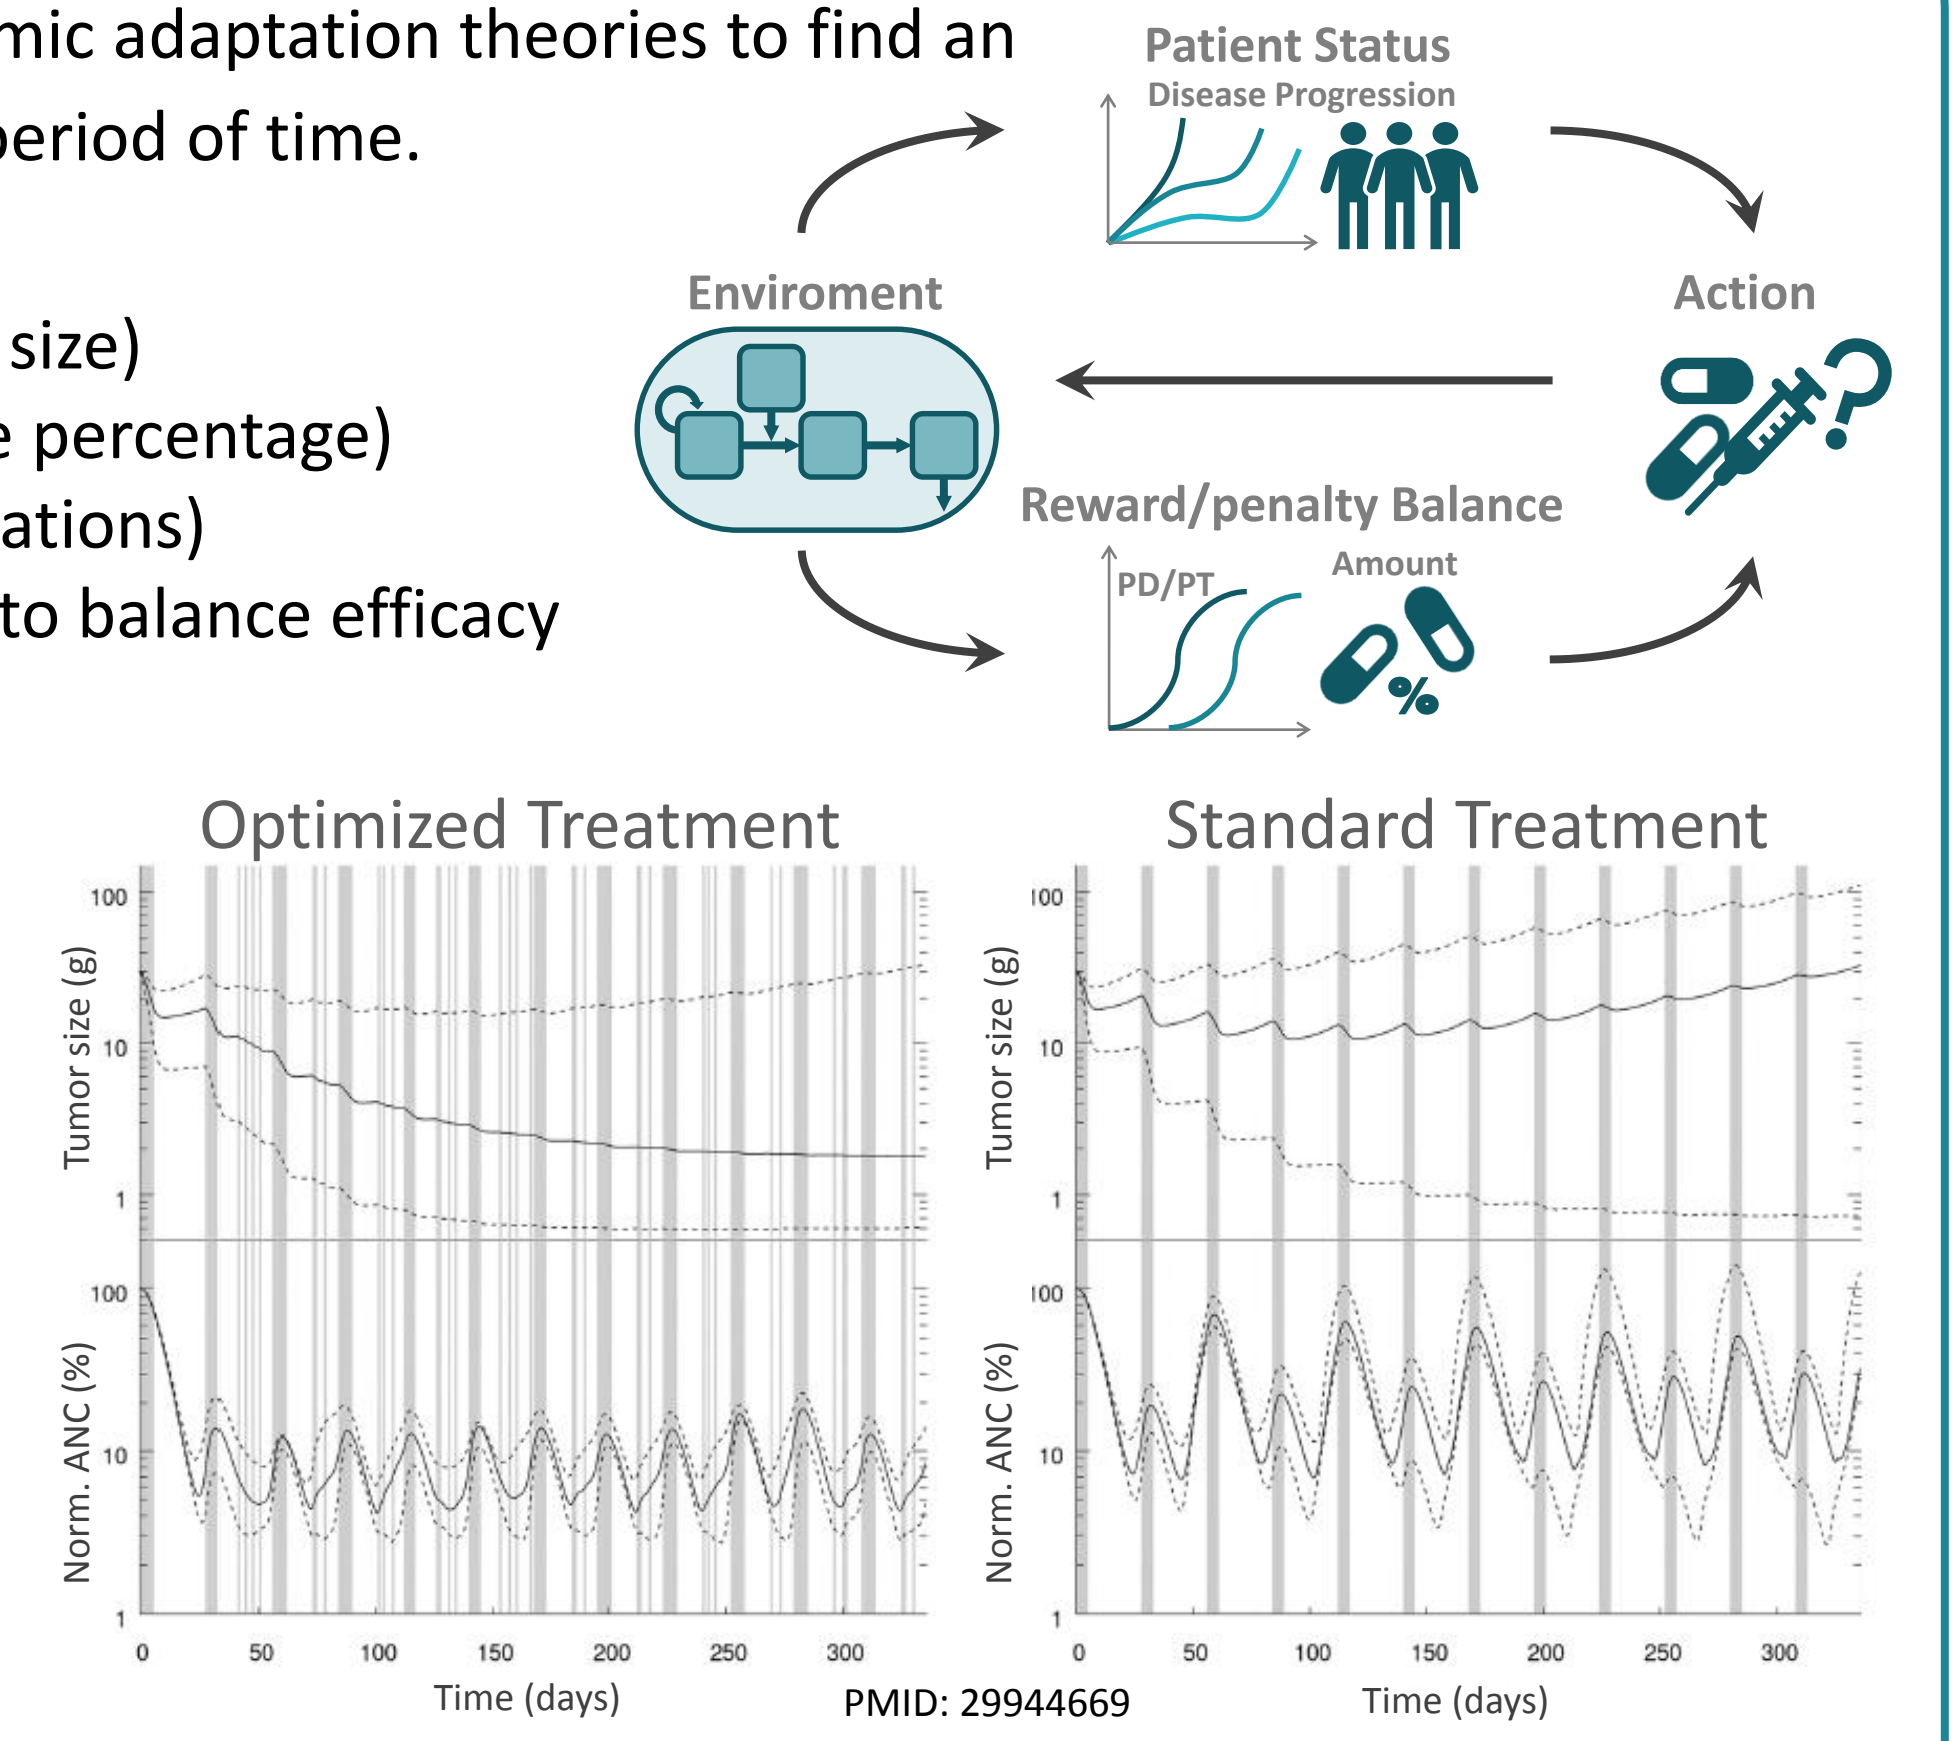 mic adaptation theories to find an
period of time.
size)
e percentage)
ations)
to balance efficacy
Patient Status
Disease Progression
Enviroment
Action
Reward/penalty Balance
PD/PT
Amount
%
Optimized Treatment
Tumor size (g)
100
10
1
Norm. ANC (%)
100
10
1
0 50 100 150 200 250 300
Time (days)
Standard Treatment
Tumor size (g)
100
10
1
Norm. ANC (%)
100
10
1
0 50 100 150 200 250 300
Time (days)
PMID: 29944669